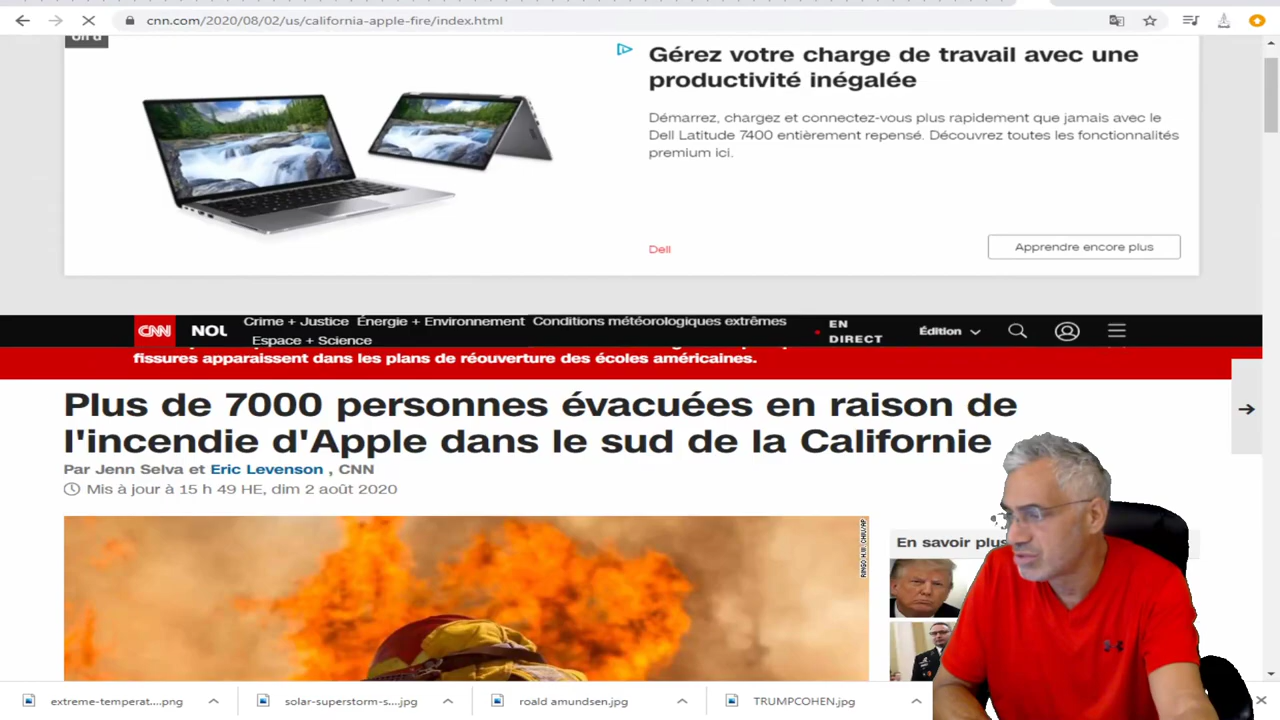 cnn.com/2020/08/02/us/california-apple-fire/index.html
Gérez votre charge de travail avec une
productivité inégalée
Démarrez, chargez et connectez-vous plus rapidement que jamais avec le
Dell Latitude 7400 entièrement repensé. Découvrez toutes les fonctionnalités
premium ici.
Dell
Apprendre encore plus
CNN
NOU
Crime + Justice Énergie + Environnement Conditions météorologiques extrêmes
Espace + Science
EN
DIRECT
Édition
fissures apparaissent dans les plans de réouverture des écoles américaines.
Plus de 7000 personnes évacuées en raison de
l'incendie d'Apple dans le sud de la Californie
Par Jenn Selva et Eric Levenson , CNN
Mis à jour à 15 h 49 HE, dim 2 août 2020
RINGO H.W. CHIU/AP
En savoir plus
extreme-temperat....png
solar-superstorm-s....jpg
roald amundsen.jpg
TRUMPCOHEN.jpg